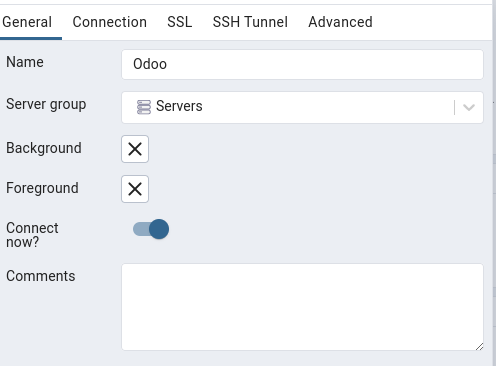 General Connection SSL SSH Tunnel Advanced
Name Odoo
Server group Servers
Background
Foreground
Connect
now?
Comments